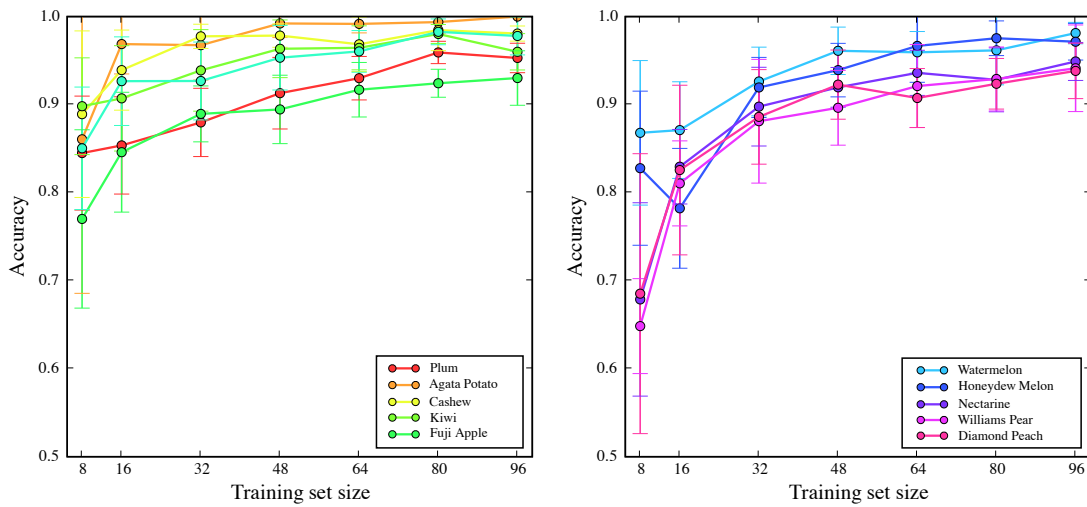 1.0
0.9
0.8
0.7
0.6
0.5
Accuracy
8 16 32 48 64 80 96
Training set size
Plum
Agata Potato
Cashew
Kiwi
Fuji Apple
1.0
0.9
0.8
0.7
0.6
0.5
Accuracy
8 16 32 48 64 80 96
Training set size
Watermelon
Honeydew Melon
Nectarine
Williams Pear
Diamond Peach